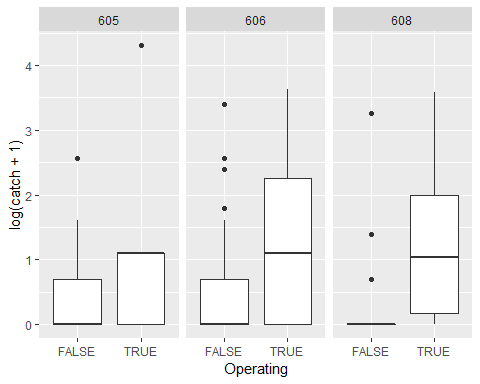 605 606 608
4
3
2
1
0
log(catch + 1)
FALSE TRUE FALSE TRUE FALSE TRUE
Operating